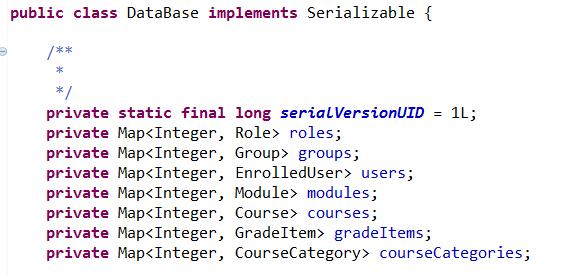 public class DataBase implements Serializable {
/**
*
*/
private static final long serialVersionUID = 1L;
private Map<Integer, Role> roles;
private Map<Integer, Group> groups;
private Map<Integer, EnrolledUser> users;
private Map<Integer, Module> modules;
private Map<Integer, Course> courses;
private Map<Integer, GradeItem> gradeItems;
private Map<Integer, CourseCategory> courseCategories;